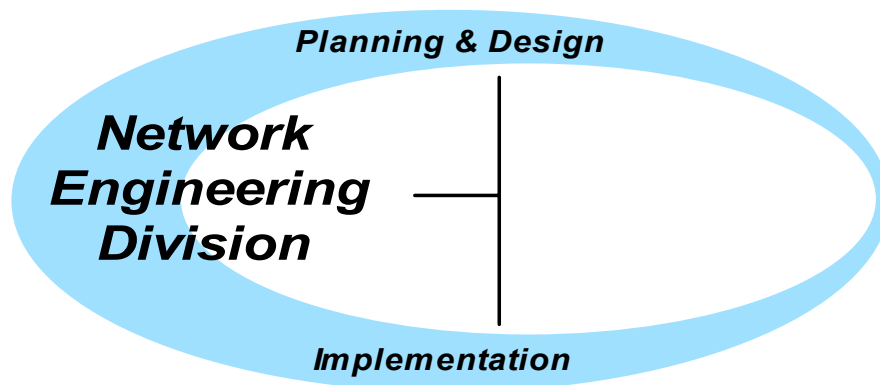 Planning & Design
Network
Engineering
Division
Implementation